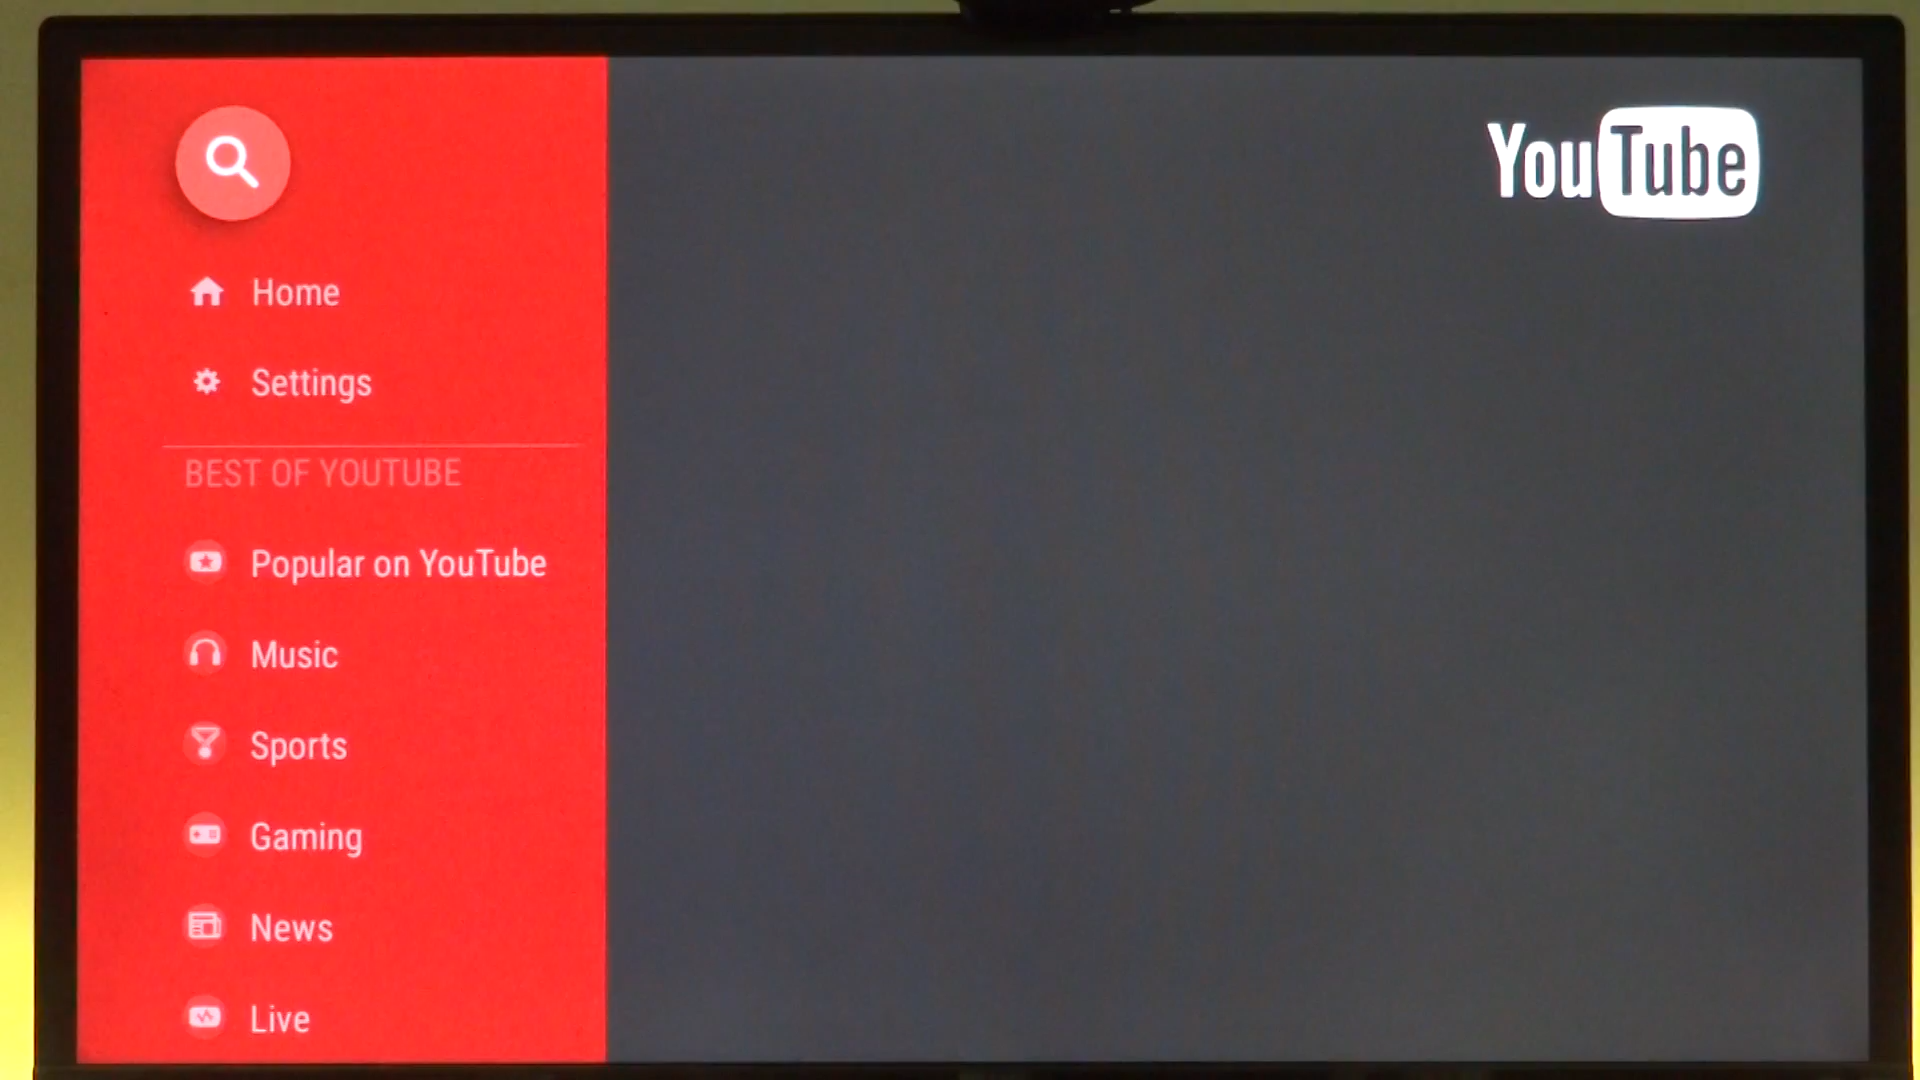 YouTube
Home
Settings
BEST OF YOUTUBE
Popular on YouTube
Music
Sports
Gaming
News
Live